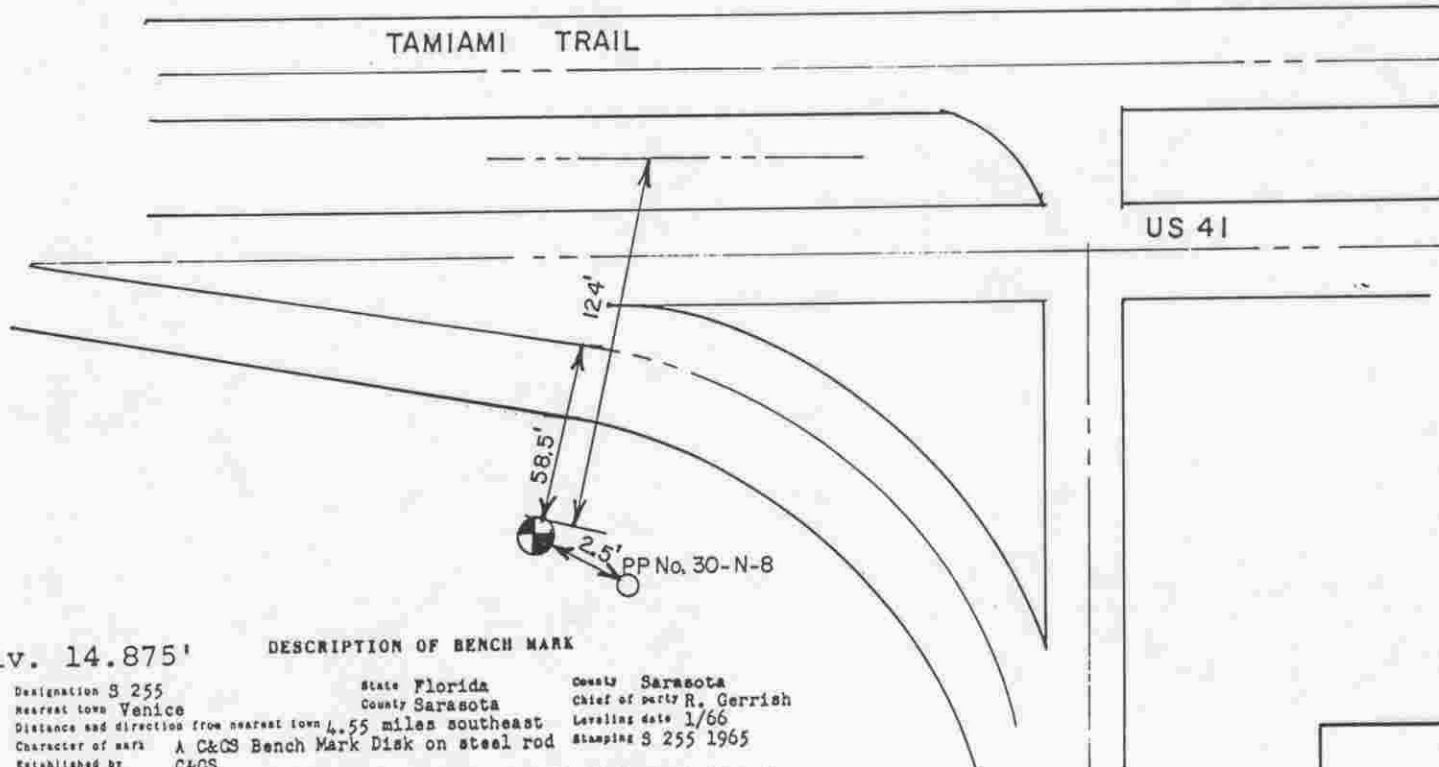 TAMIAMI TRAIL
US 41
124'
58.5'
2.5'
PP No. 30-N-8
v. 14.875'
DESCRIPTION OF BENCH MARK
Designation S 255 State Florida County Sarasota
Nearest town Venice County Sarasota Chief of party R. Gerrish
Distance and direction from nearest town 4.55 miles southeast Leveling date 1/66
Character of mark A C&GS Bench Mark Disk on steel rod Stamping S 255 1965
Established by C&GS